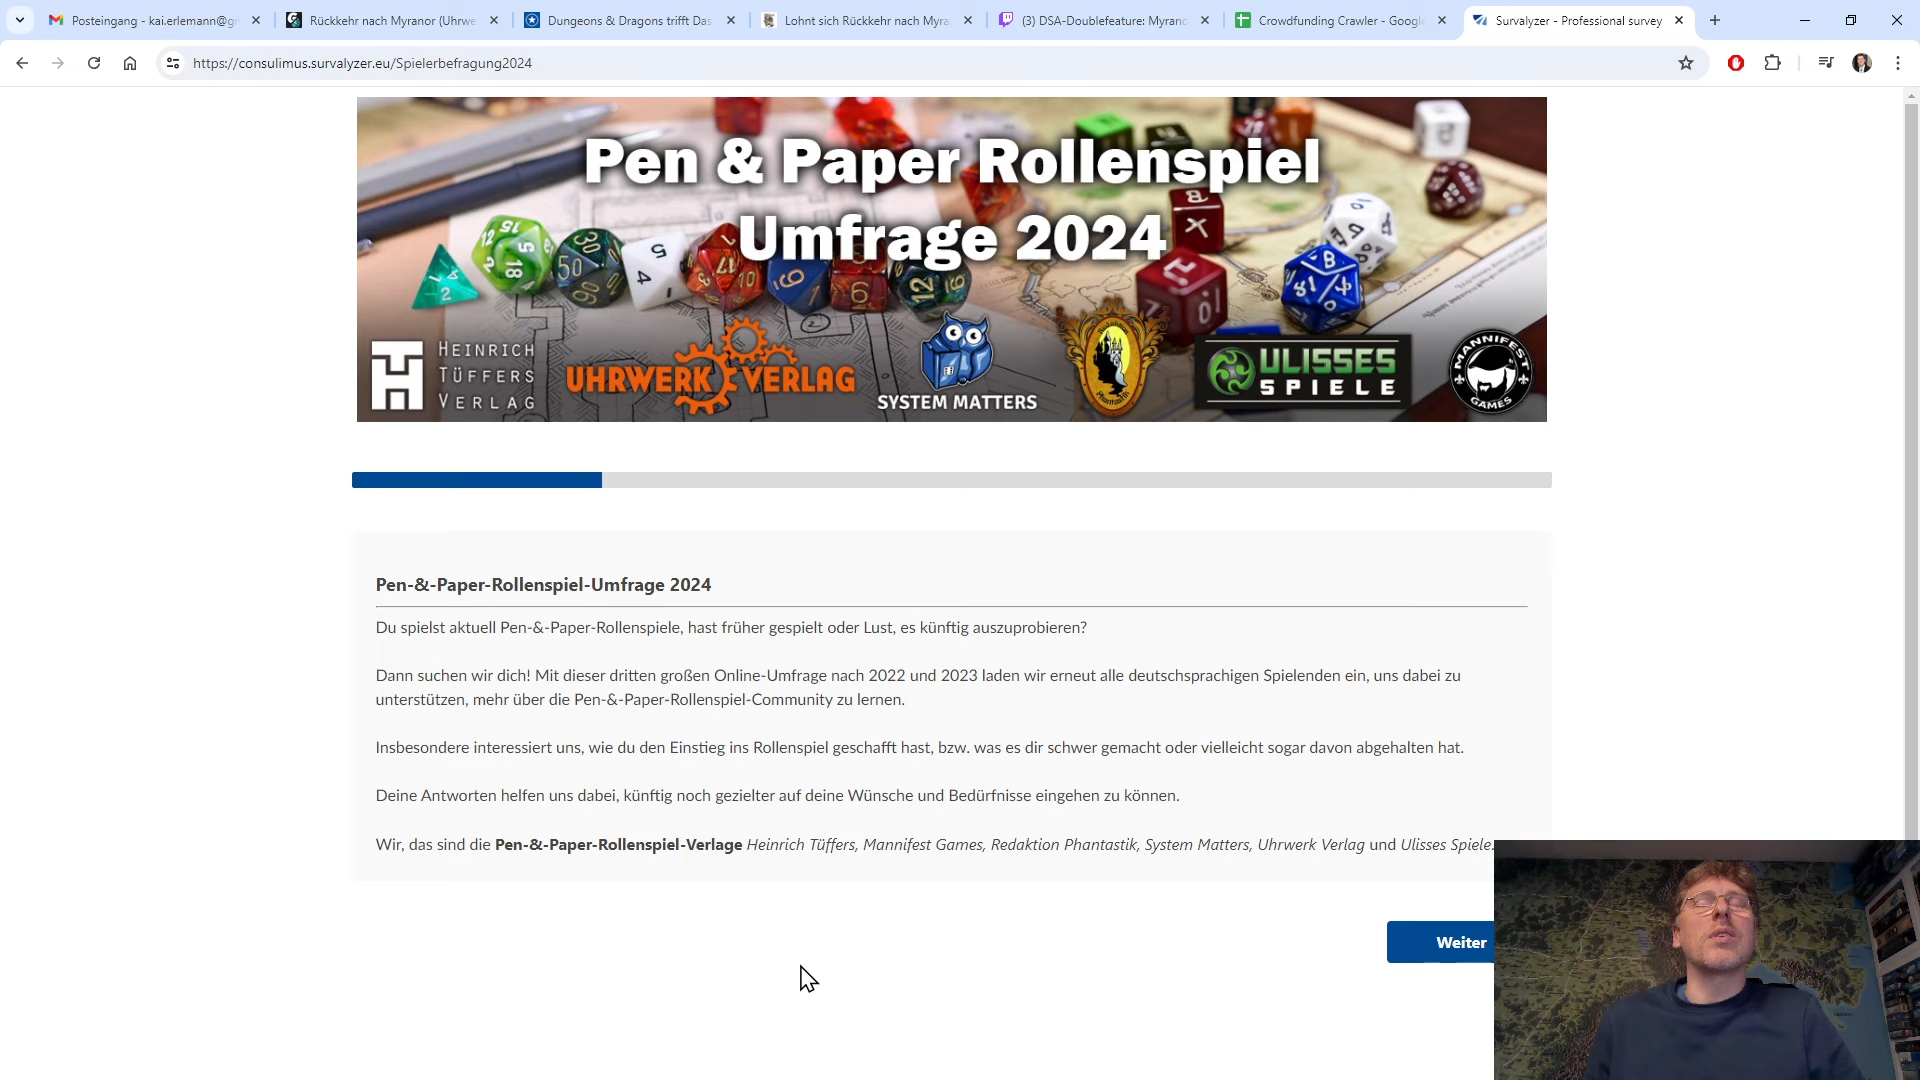 Posteingang - kai.erlemann@gr
Rückkehr nach Myranor (Uhrwe
Dungeons & Dragons trifft Das
Lohnt sich Rückkehr nach Myra
(3) DSA-Doublefeature: Myrano
Crowdfunding Crawler - Google
Survalyzer - Professional survey
https://consulimus.survalyzer.eu/Spielerbefragung2024
Pen & Paper Rollenspiel
Umfrage 2024
HEINRICH
TÜFFERS
VERLAG
UHRWERK VERLAG
SYSTEM MATTERS
Phantastik
ULISSES
SPIELE
MANNIFEST
GAMES
Pen-&-Paper-Rollenspiel-Umfrage 2024
Du spielst aktuell Pen-&-Paper-Rollenspiele, hast früher gespielt oder Lust, es künftig auszuprobieren?
Dann suchen wir dich! Mit dieser dritten großen Online-Umfrage nach 2022 und 2023 laden wir erneut alle deutschsprachigen Spielenden ein, uns dabei zu
unterstützen, mehr über die Pen-&-Paper-Rollenspiel-Community zu lernen.
Insbesondere interessiert uns, wie du den Einstieg ins Rollenspiel geschafft hast, bzw. was es dir schwer gemacht oder vielleicht sogar davon abgehalten hat.
Deine Antworten helfen uns dabei, künftig noch gezielter auf deine Wünsche und Bedürfnisse eingehen zu können.
Wir, das sind die Pen-&-Paper-Rollenspiel-Verlage Heinrich Tüffers, Mannifest Games, Redaktion Phantastik, System Matters, Uhrwerk Verlag und Ulisses Spiele.
Weiter